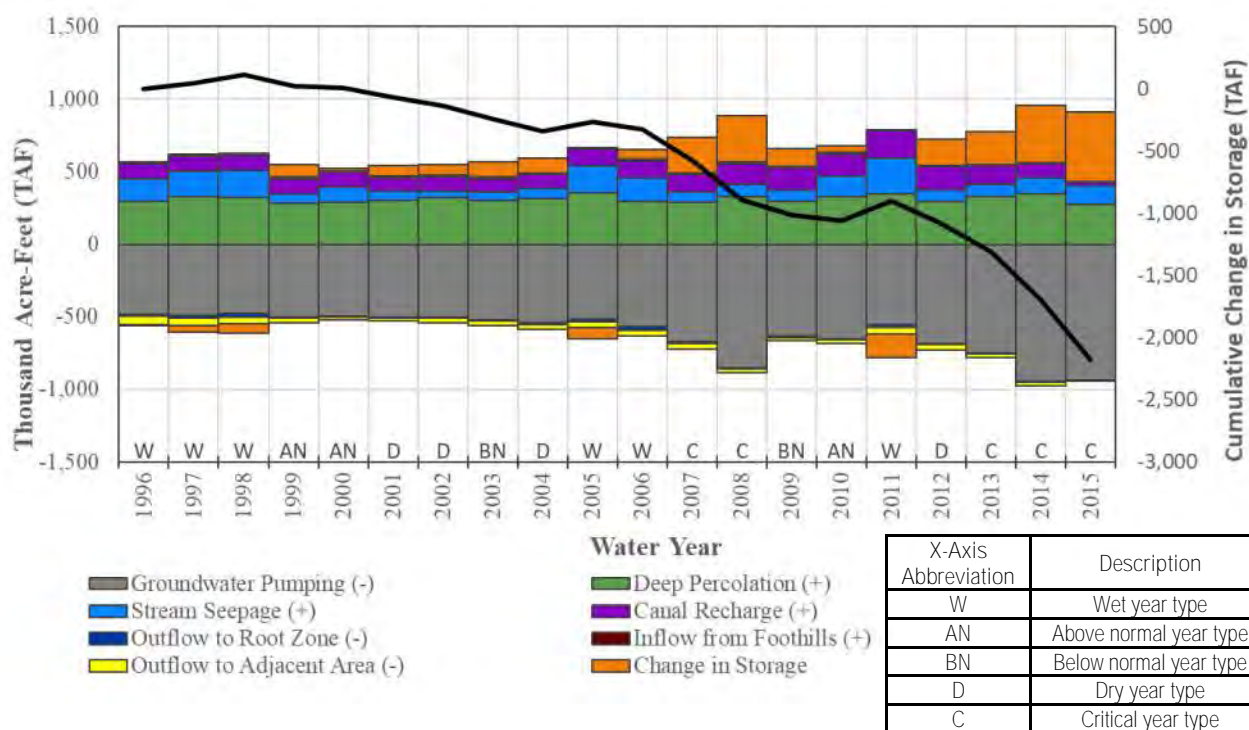 1,500
1,000
500
0
-500
-1,000
-1,500
Thousand Acre-Feet (TAF)
500
0
-500
-1,000
-1,500
-2,000
-2,500
-3,000
Cumulative Change in Storage (TAF)
W W W AN AN D D BN D W W C C BN AN W D C C C
1996 1997 1998 1999 2000 2001 2002 2003 2004 2005 2006 2007 2008 2009 2010 2011 2012 2013 2014 2015
Water Year
Groundwater Pumping (-)
Stream Seepage (+)
Outflow to Root Zone (-)
Outflow to Adjacent Area (-)
Deep Percolation (+)
Canal Recharge (+)
Inflow from Foothills (+)
Change in Storage
X-Axis Abbreviation Description
W Wet year type
AN Above normal year type
BN Below normal year type
D Dry year type
C Critical year type